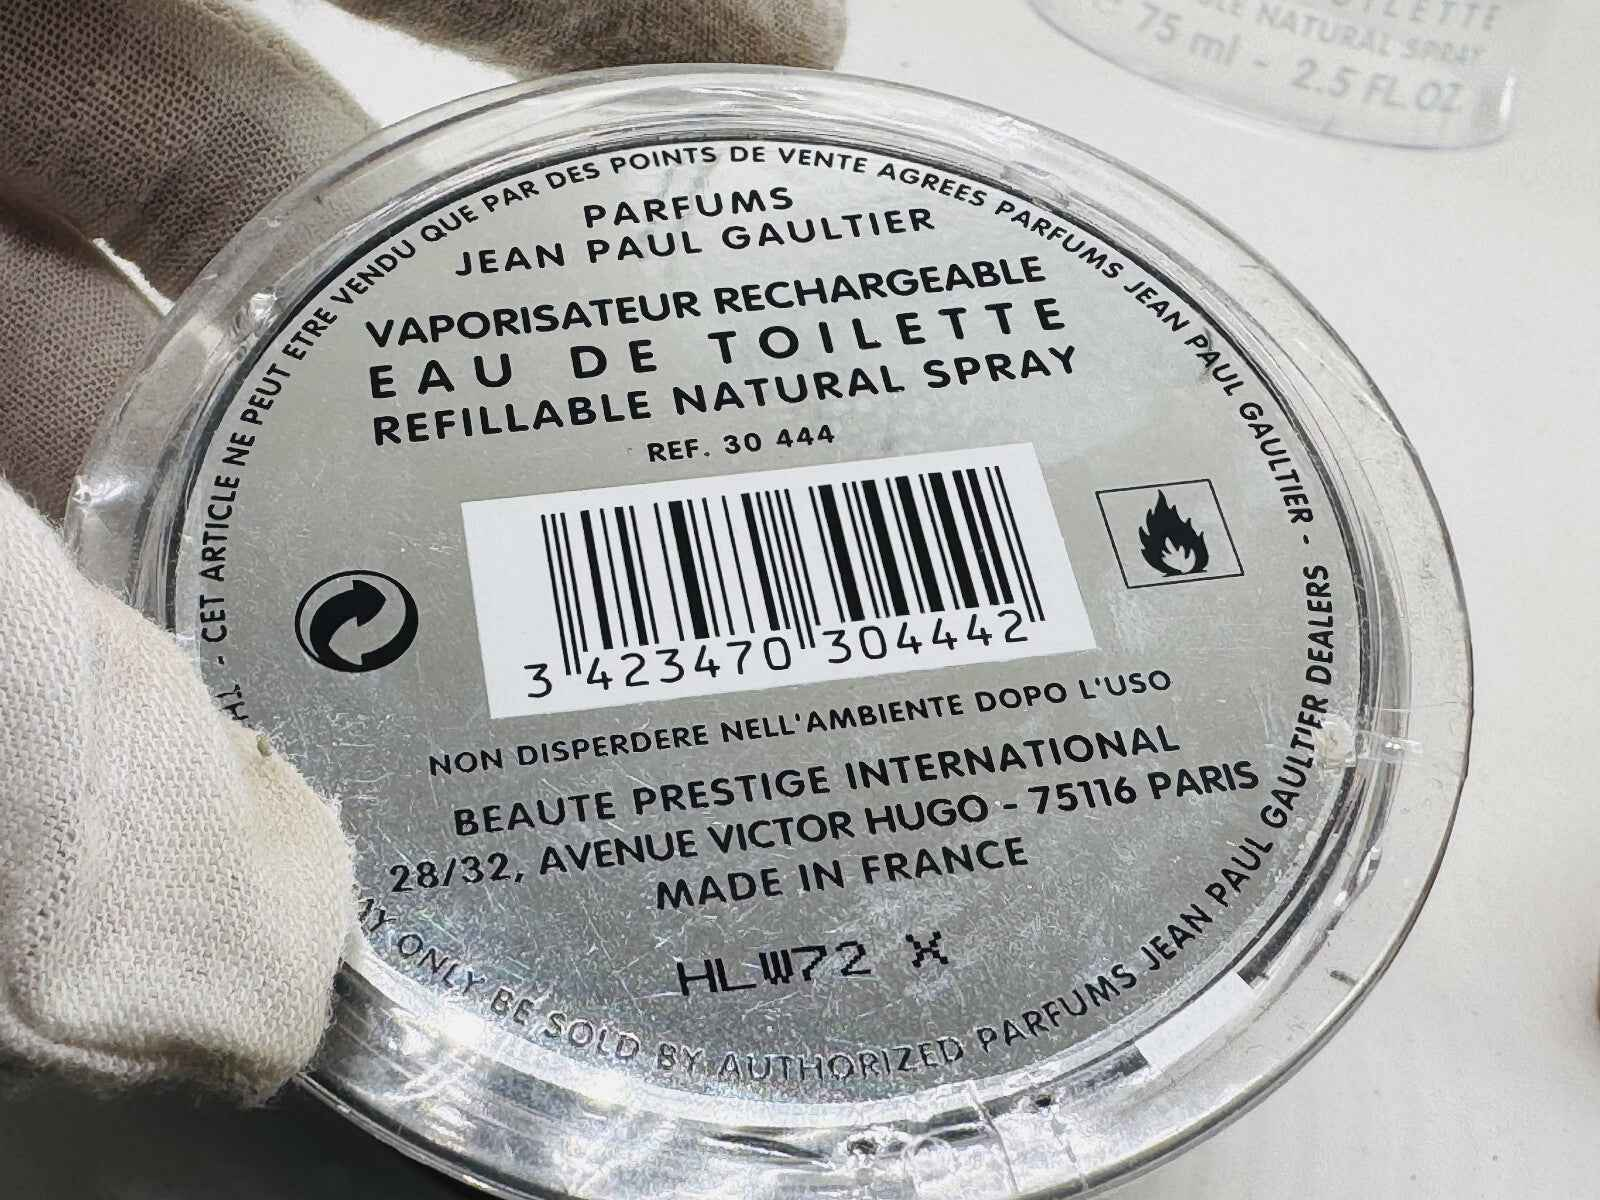 OILETTE
NATURAL SPRAY
75 ml - 2.5 FL OZ
- CET ARTICLE NE PEUT ETRE VENDU QUE PAR DES POINTS DE VENTE AGREES PARFUMS JEAN PAUL GAULTIER -
PARFUMS
JEAN PAUL GAULTIER
VAPORISATEUR RECHARGEABLE
EAU DE TOILETTE
REFILLABLE NATURAL SPRAY
REF. 30 444
3 423470 304442
NON DISPERDERE NELL'AMBIENTE DOPO L'USO
BEAUTE PRESTIGE INTERNATIONAL
28/32, AVENUE VICTOR HUGO - 75116 PARIS
MADE IN FRANCE
HLW72 X
ONLY BE SOLD BY AUTHORIZED PARFUMS JEAN PAUL GAULTIER DEALERS